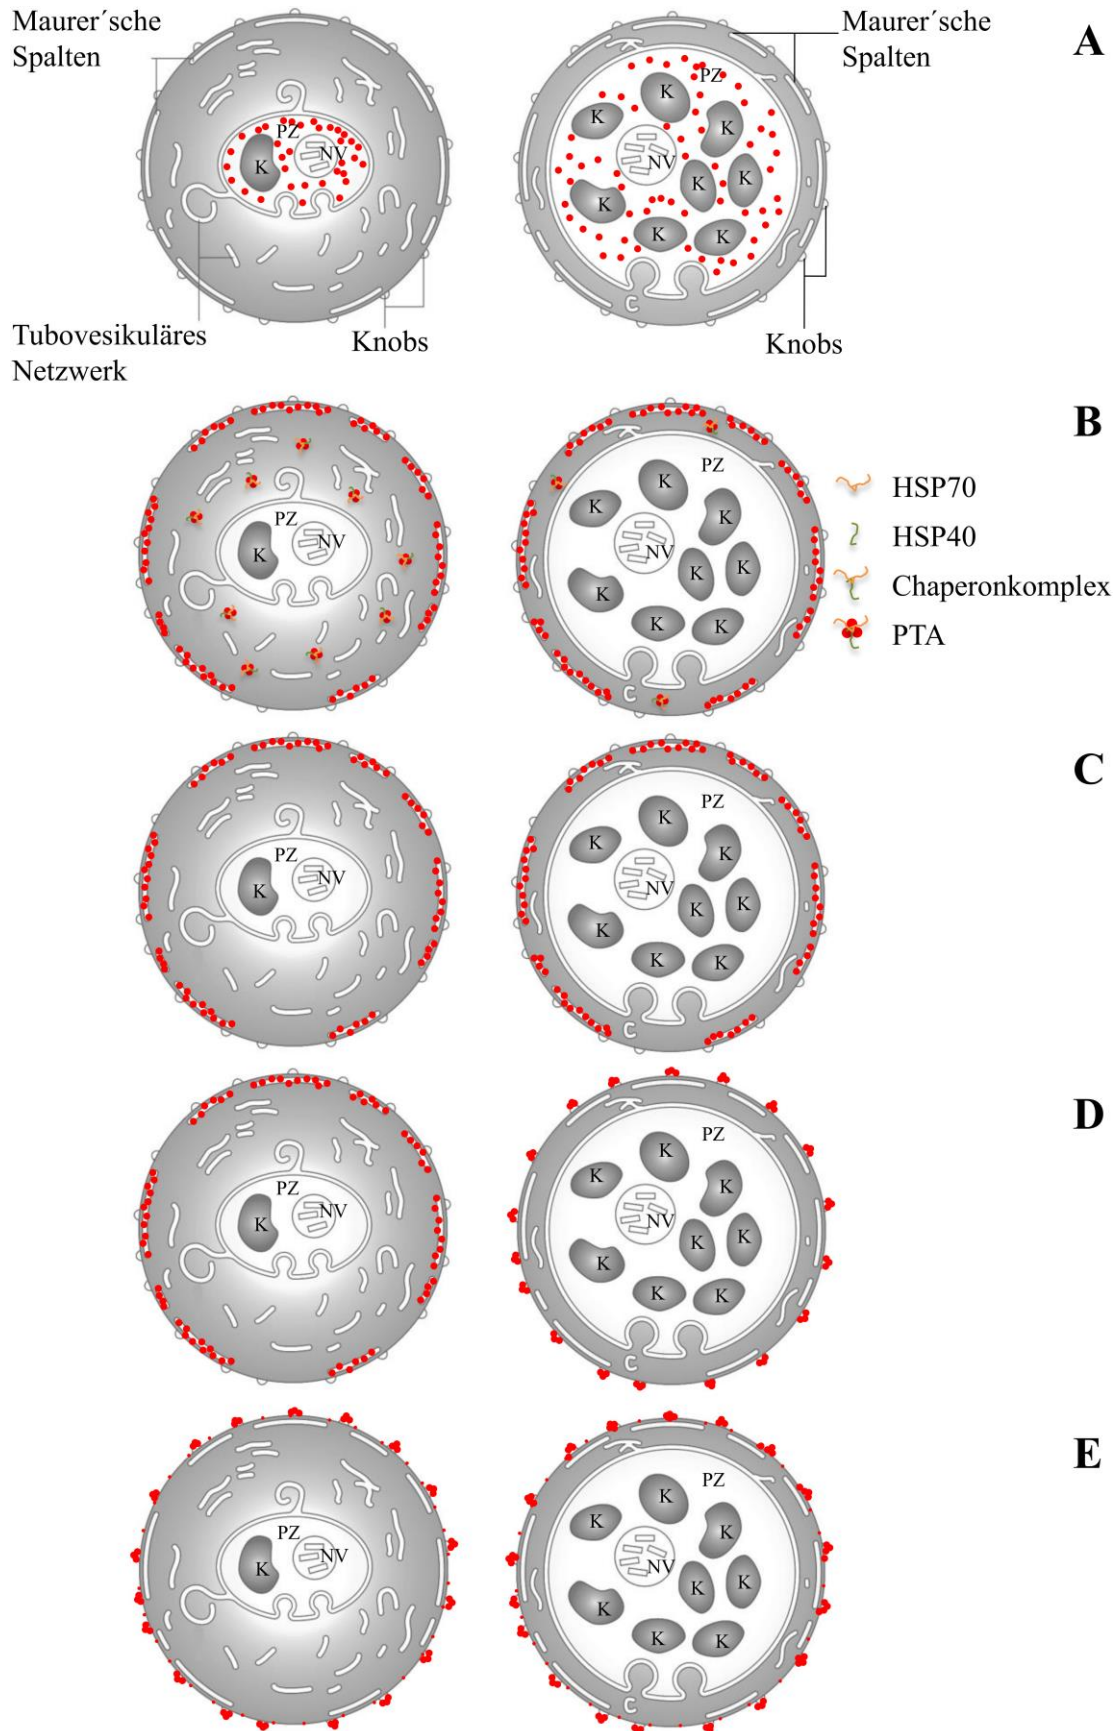 Maurer´sche
Spalten
Maurer´sche
Spalten
A
PZ
K
NV
PZ
K
K
K
NV
K
K
K
K
K
Tubovesikuläres
Netzwerk
Knobs
Knobs
B
PZ
K
NV
PZ
K
K
K
NV
K
K
K
K
K
HSP70
HSP40
Chaperonkomplex
PTA
C
PZ
K
NV
PZ
K
K
K
NV
K
K
K
K
K
D
PZ
K
NV
PZ
K
K
K
NV
K
K
K
K
K
E
PZ
K
NV
PZ
K
K
K
NV
K
K
K
K
K